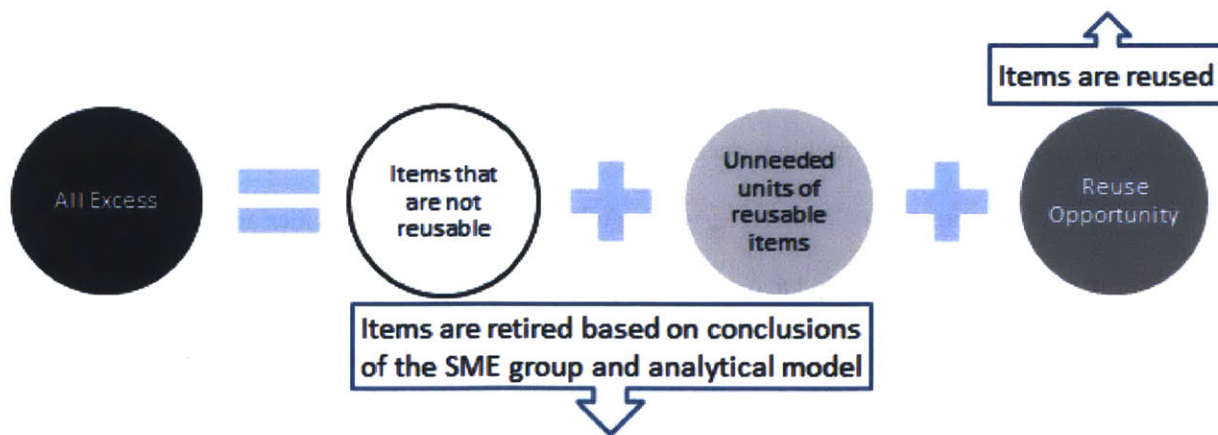 Items are reused
All Excess
Items that
are not
reusable
Unneeded
units of
reusable
items
Reuse
Opportunity
Items are retired based on conclusions
of the SME group and analytical model